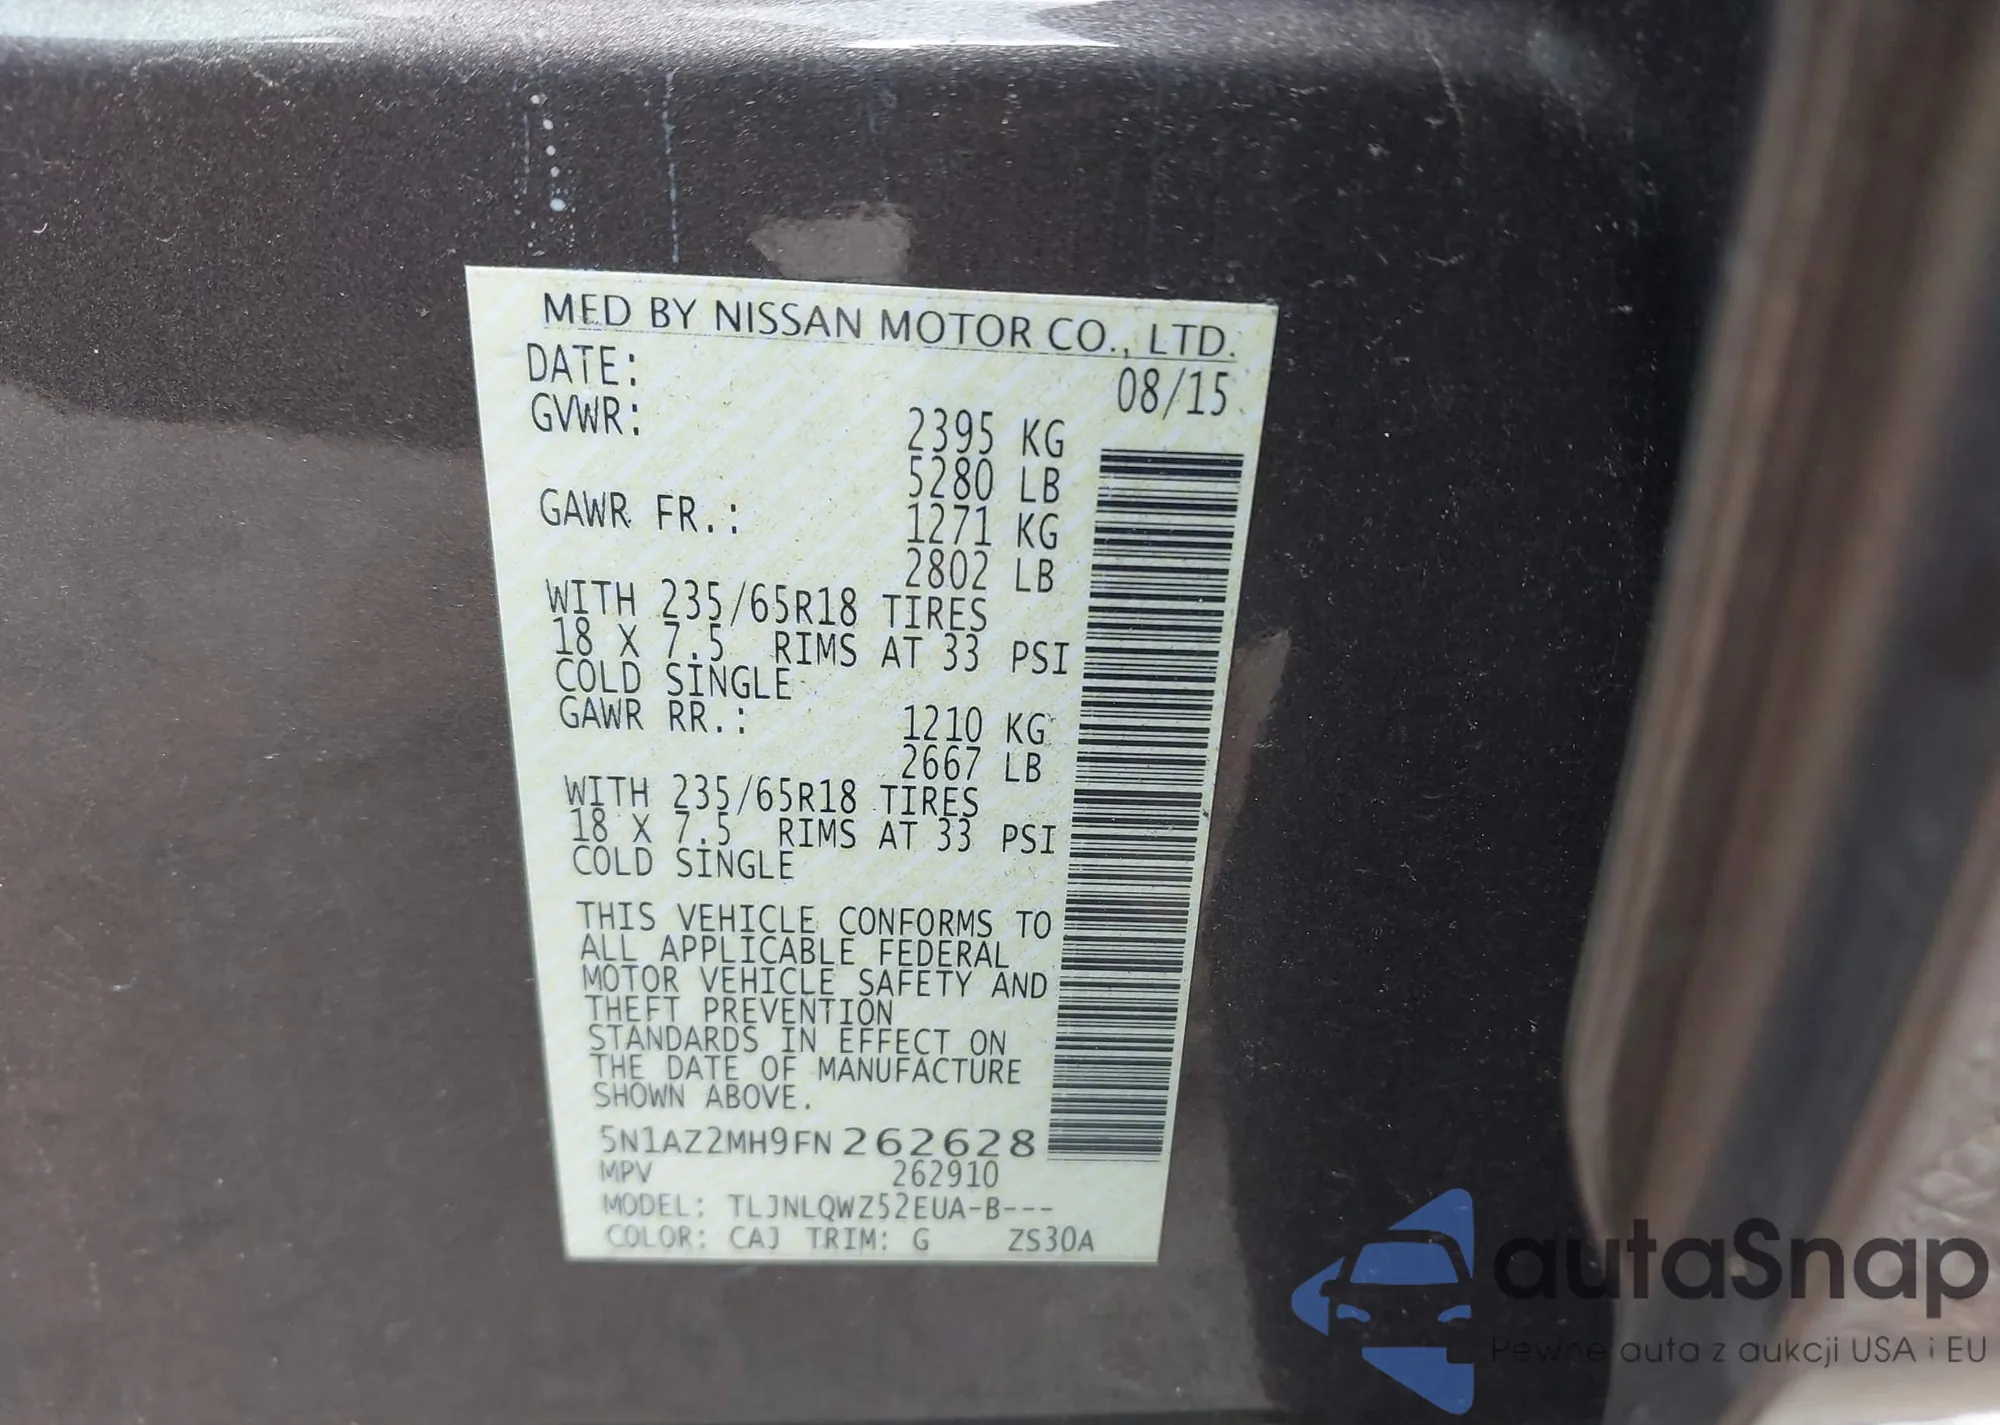 MFD BY NISSAN MOTOR CO., LTD.
DATE: 08/15
GVWR: 2395 KG
5280 LB
GAWR FR.: 1271 KG
2802 LB
WITH 235/65R18 TIRES
18 X 7.5 RIMS AT 33 PSI
COLD SINGLE
GAWR RR.: 1210 KG
2667 LB
WITH 235/65R18 TIRES
18 X 7.5 RIMS AT 33 PSI
COLD SINGLE
THIS VEHICLE CONFORMS TO
ALL APPLICABLE FEDERAL
MOTOR VEHICLE SAFETY AND
THEFT PREVENTION
STANDARDS IN EFFECT ON
THE DATE OF MANUFACTURE
SHOWN ABOVE.
5N1AZ2MH9FN262628
MPV 262910
MODEL: TLJNLQWZ52EUA-B---
COLOR: CAJ TRIM: G ZS30A
autaSnap
Pewne auta z aukcji USA i EU